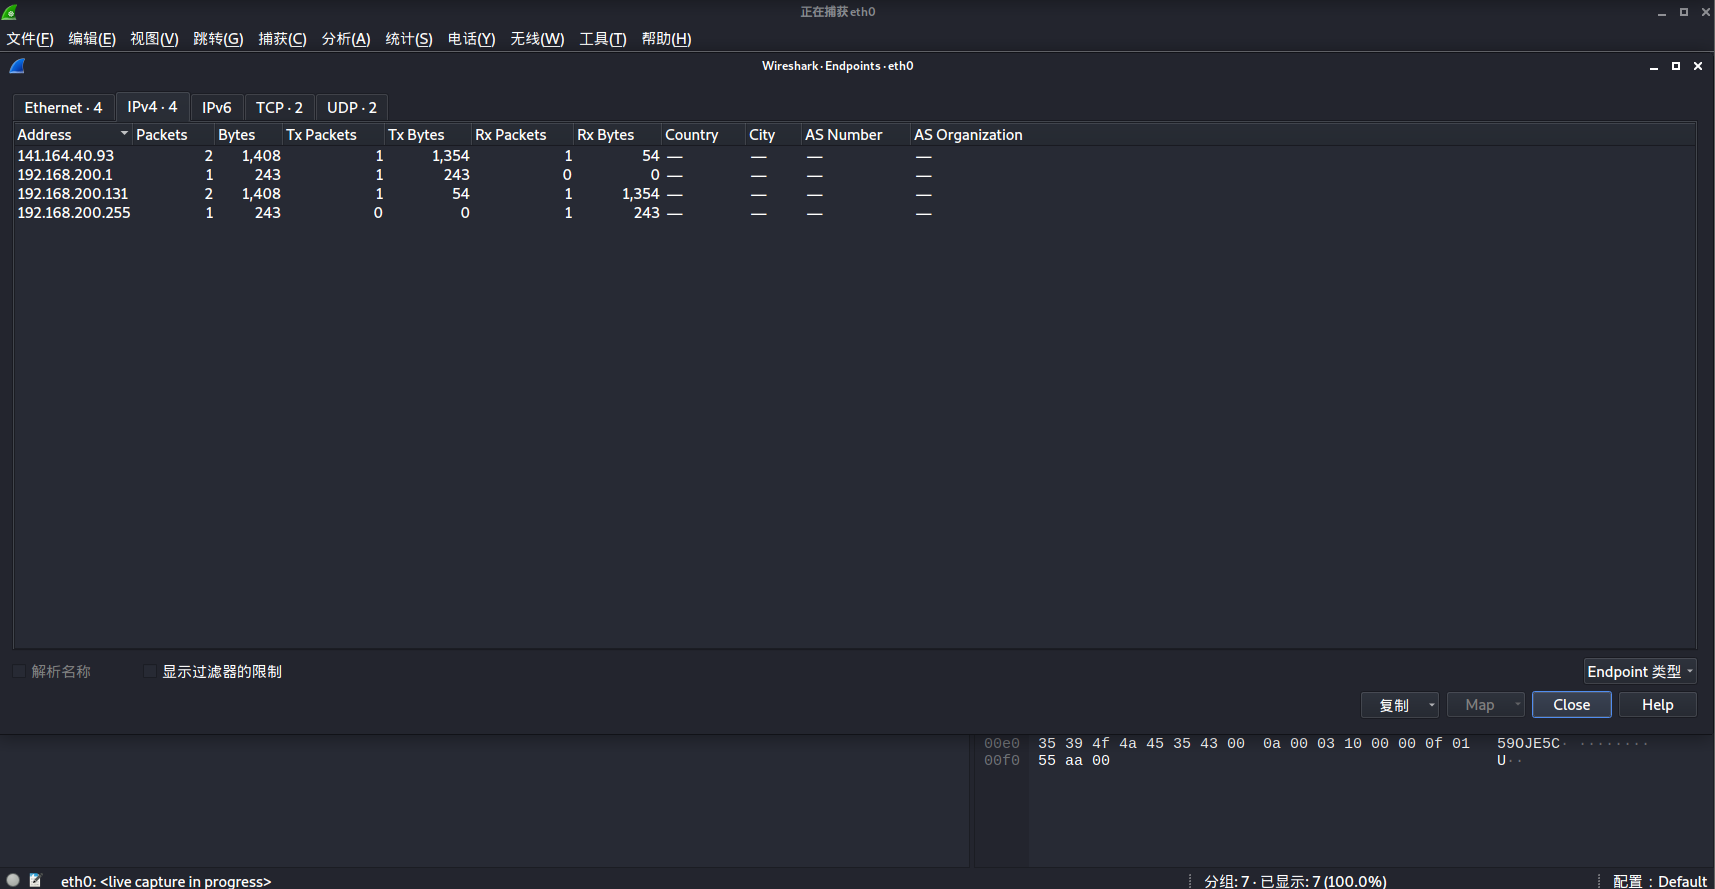 正在捕获 eth0
文件(F) 编辑(E) 视图(V) 跳转(G) 捕获(C) 分析(A) 统计(S) 电话(Y) 无线(W) 工具(T) 帮助(H)
Wireshark · Endpoints · eth0
Ethernet · 4 IPv4 · 4 IPv6 TCP · 2 UDP · 2
Address Packets Bytes Tx Packets Tx Bytes Rx Packets Rx Bytes Country City AS Number AS Organization
141.164.40.93 2 1,408 1 1,354 1 54 — — — —
192.168.200.1 1 243 1 243 0 0 — — — —
192.168.200.131 2 1,408 1 54 1 1,354 — — — —
192.168.200.255 1 243 0 0 1 243 — — — —
解析名称 显示过滤器的限制 Endpoint 类型
复制 Map Close Help
00e0 35 39 4f 4a 45 35 43 00 0a 00 03 10 00 00 0f 01 59OJE5C· ········
00f0 55 aa 00 U··
eth0: <live capture in progress> 分组: 7 · 已显示: 7 (100.0%) 配置：Default